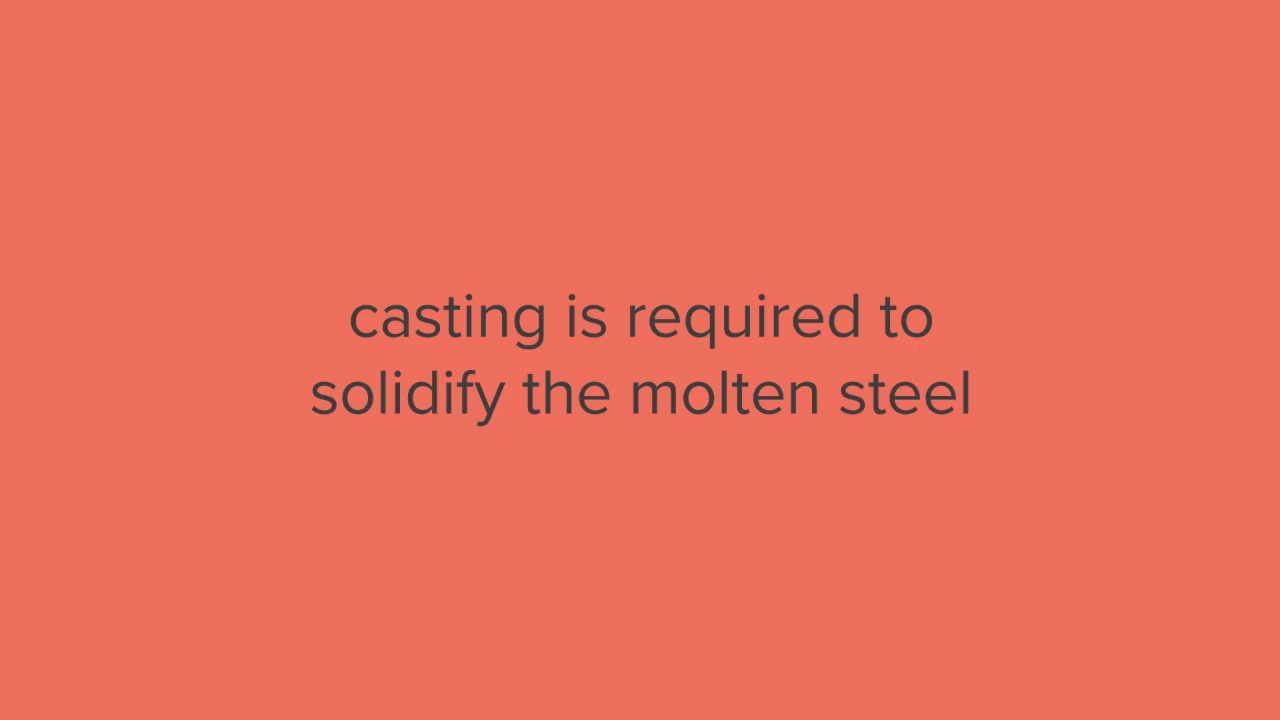 casting is required to
solidify the molten steel